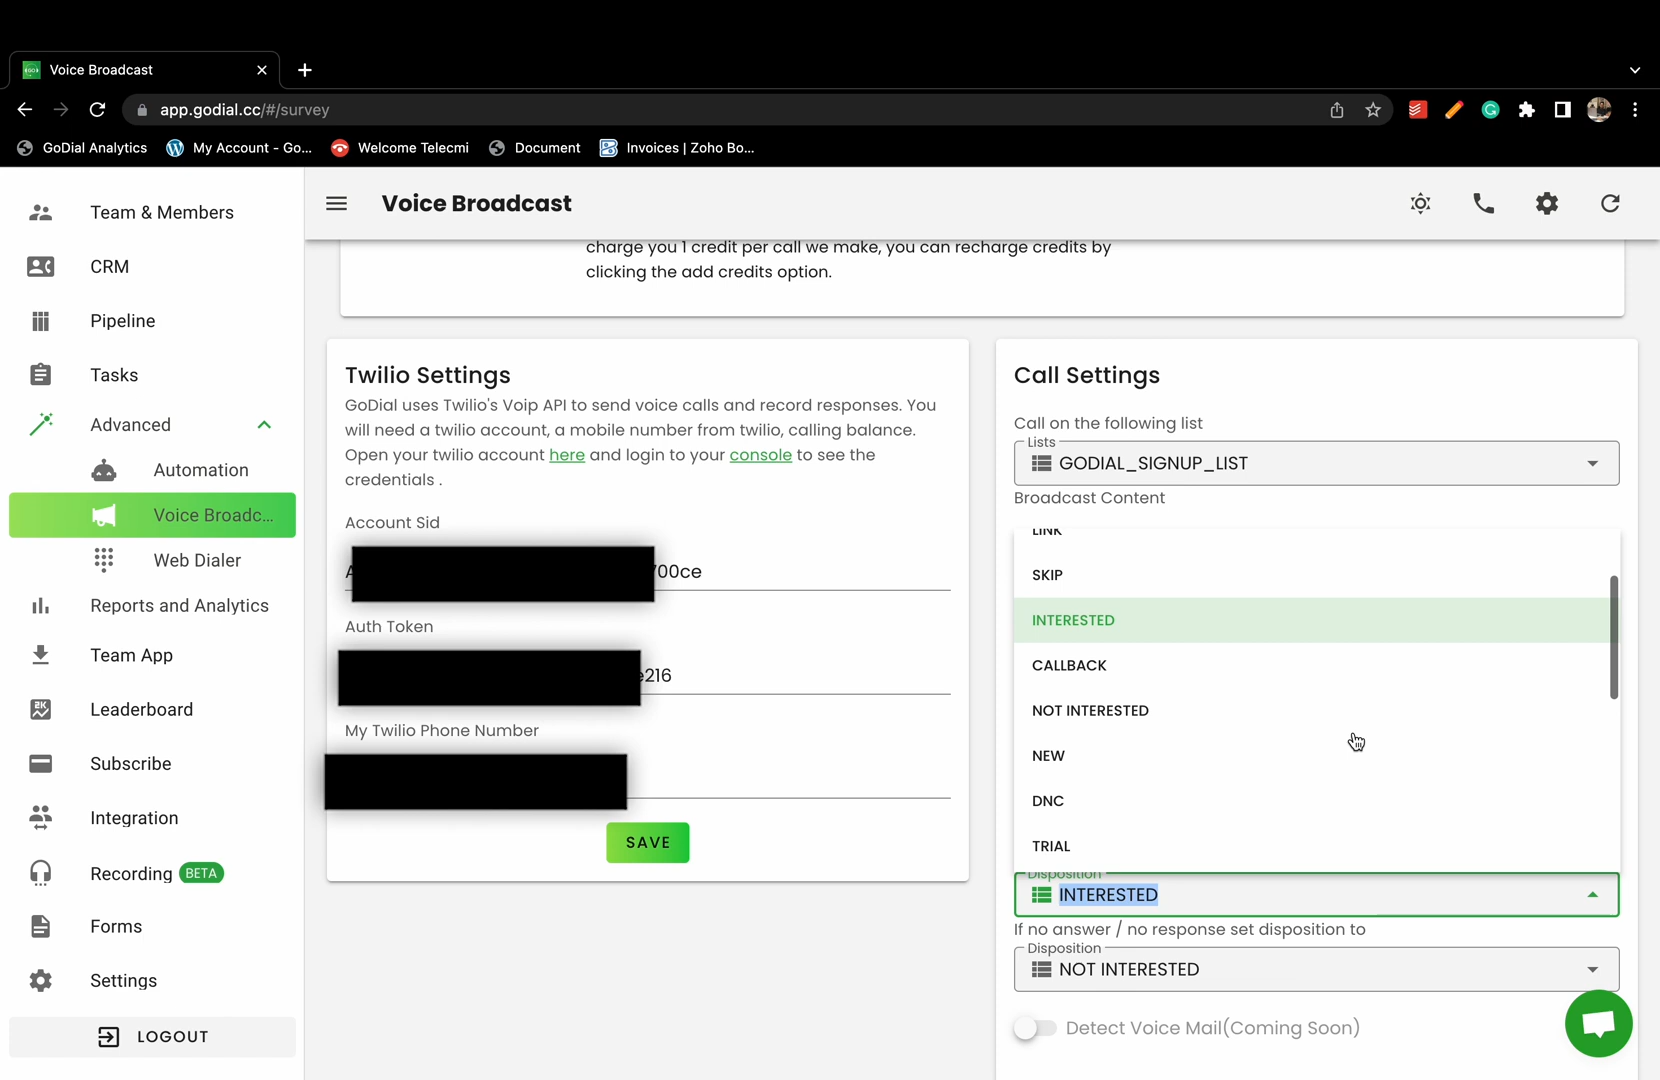 Voice Broadcast
app.godial.cc/#/survey
GoDial Analytics
My Account - Go...
Welcome Telecmi
Document
Invoices | Zoho Bo...
Team & Members
CRM
Pipeline
Tasks
Advanced
Automation
Voice Broadc...
Web Dialer
Reports and Analytics
Team App
Leaderboard
Subscribe
Integration
Recording BETA
Forms
Settings
LOGOUT
Voice Broadcast
charge you 1 credit per call we make, you can recharge credits by
clicking the add credits option.
Twilio Settings
GoDial uses Twilio's Voip API to send voice calls and record responses. You
will need a twilio account, a mobile number from twilio, calling balance.
Open your twilio account here and login to your console to see the
credentials .
Account Sid
700ce
Auth Token
e216
My Twilio Phone Number
SAVE
Call Settings
Call on the following list
Lists
GODIAL_SIGNUP_LIST
Broadcast Content
LINK
SKIP
INTERESTED
CALLBACK
NOT INTERESTED
NEW
DNC
TRIAL
Disposition
INTERESTED
If no answer / no response set disposition to
Disposition
NOT INTERESTED
Detect Voice Mail(Coming Soon)